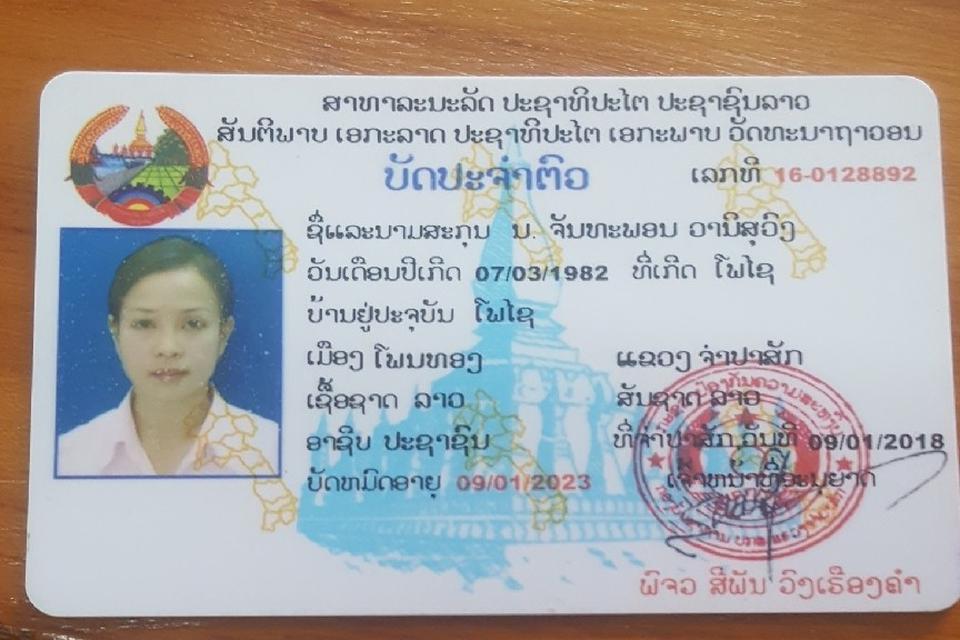 ສາທາລະນະລັດ ປະຊາທິປະໄຕ ປະຊາຊົນລາວ
ສັນຕິພາບ ເອກະລາດ ປະຊາທິປະໄຕ ເອກະພາບ ວັດທະນາຖາວອນ
ບັດປະຈຳຕົວ ເລກທີ 16-0128892
ຊື່ແລະນາມສະກຸນ ນ. ຈັນທະພອນ ວານິສຸວົງ
ວັນເດືອນປີເກີດ 07/03/1982 ທີ່ເກີດ ໂພໄຊ
ບ້ານຢູ່ປະຈຸບັນ ໂພໄຊ
ເມືອງ ໂພນທອງ ແຂວງ ຈຳປາສັກ
ເຊື້ອຊາດ ລາວ ສັນຊາດ ລາວ
ອາຊີບ ປະຊາຊົນ ທີ່ຈຳປາສັກ ວັນທີ 09/01/2018
ບັດຫມົດອາຍຸ 09/01/2023 ເຈົ້າຫນ້າທີ່ອະນຸຍາດ
ພົຈວ ສີພັນ ວົງເຮືອງຄຳ